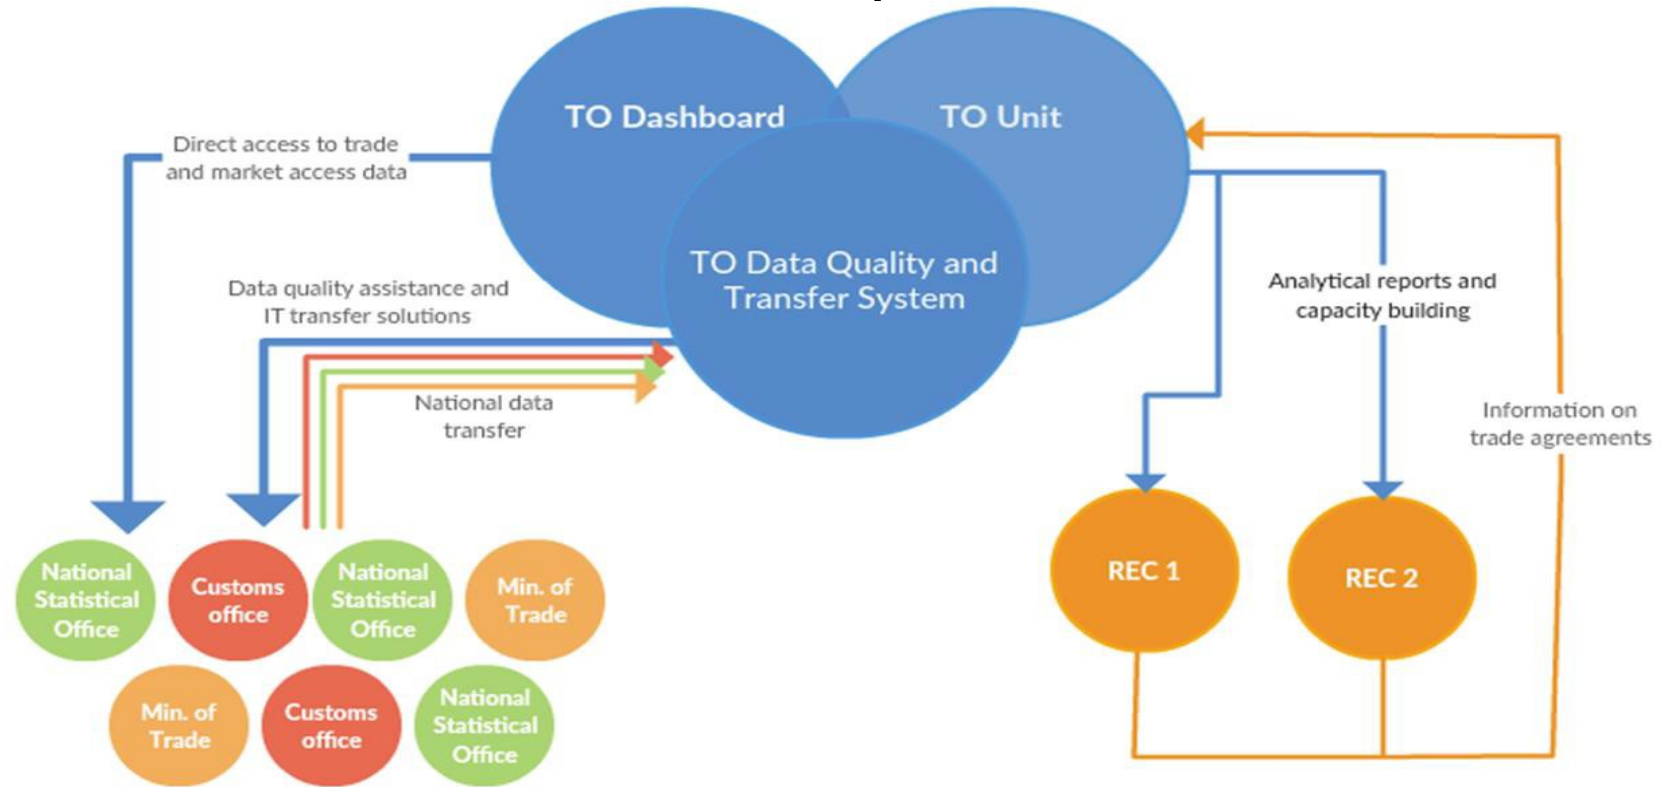 TO Dashboard
TO Unit
Direct access to trade
and market access data
TO Data Quality and
Transfer System
Data quality assistance and
IT transfer solutions
Analytical reports and
capacity building
National data
transfer
Information on
trade agreements
National
Statistical
Office
Customs
office
National
Statistical
Office
Min. of
Trade
REC 1
REC 2
Min. of
Trade
Customs
office
National
Statistical
Office